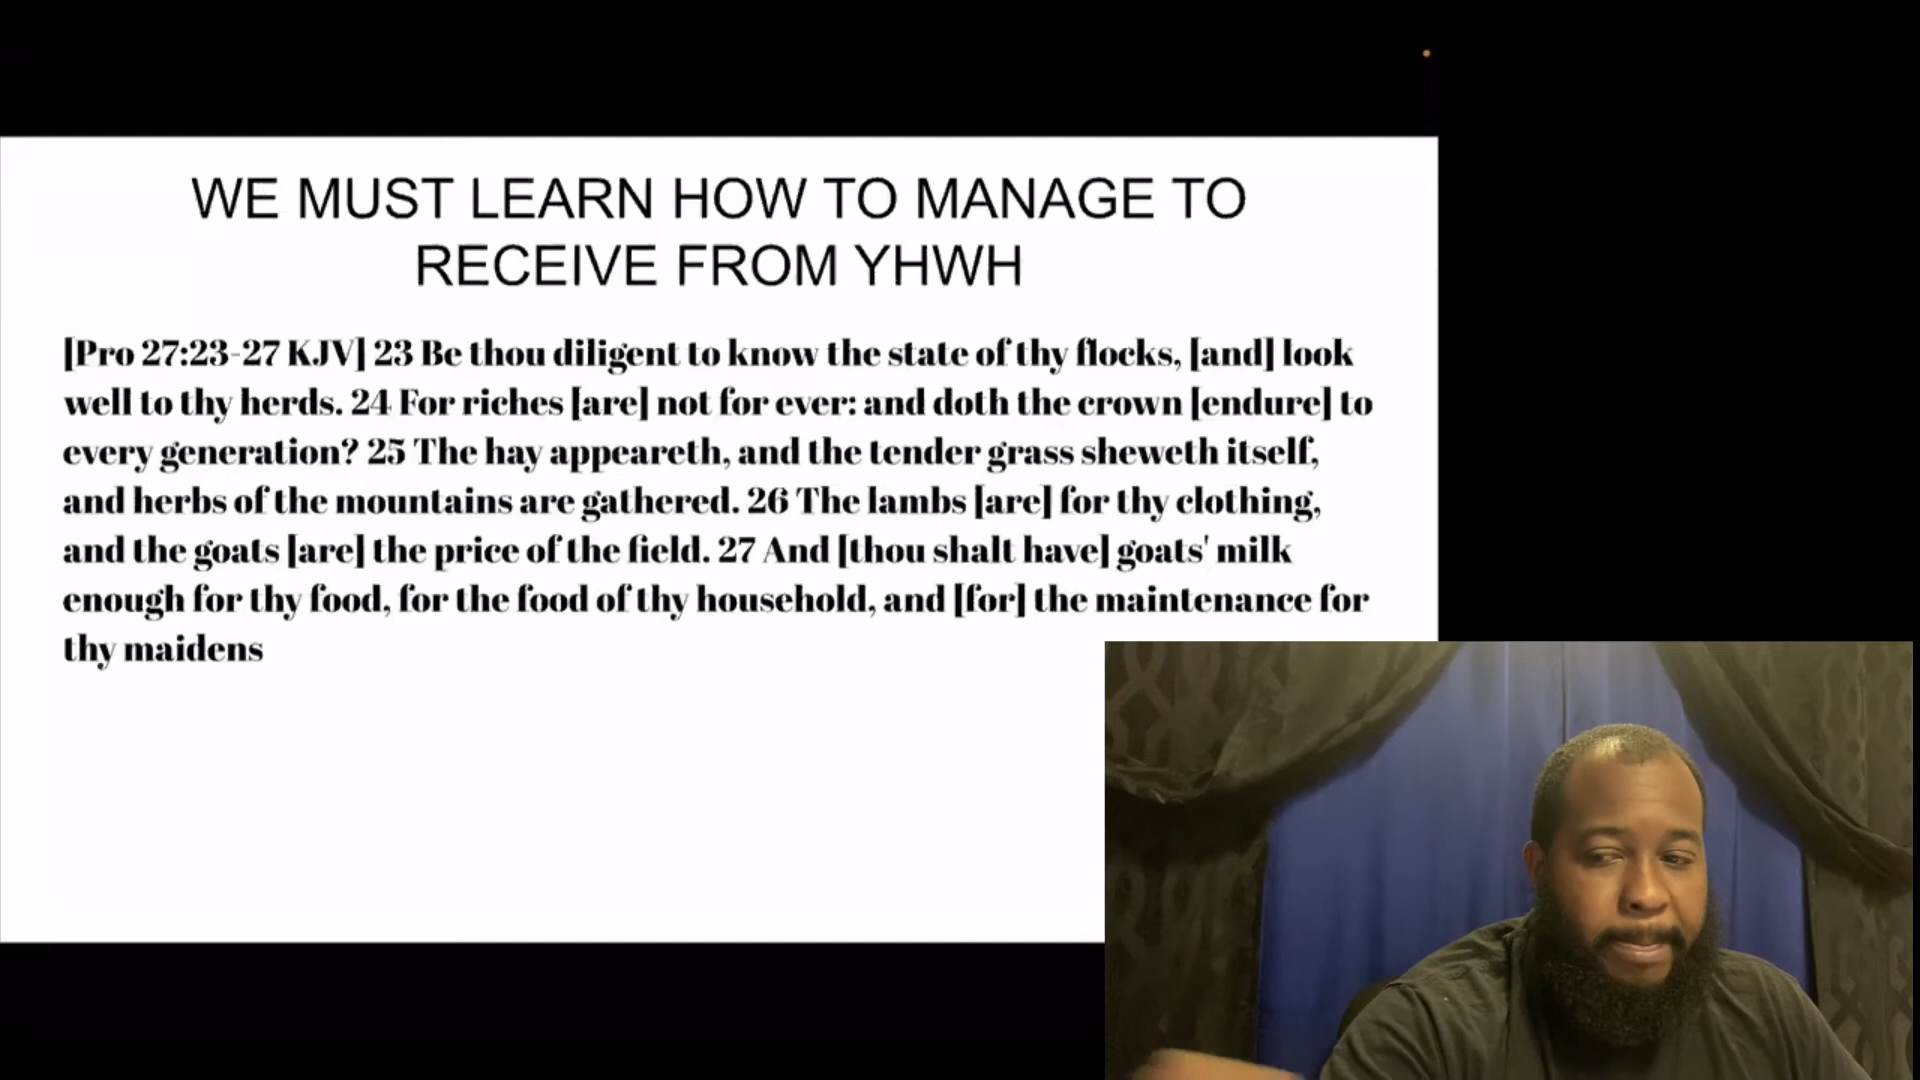 WE MUST LEARN HOW TO MANAGE TO
RECEIVE FROM YHWH
[Pro 27:23-27 KJV] 23 Be thou diligent to know the state of thy flocks, [and] look
well to thy herds. 24 For riches [are] not for ever: and doth the crown [endure] to
every generation? 25 The hay appeareth, and the tender grass sheweth itself,
and herbs of the mountains are gathered. 26 The lambs [are] for thy clothing,
and the goats [are] the price of the field. 27 And [thou shalt have] goats' milk
enough for thy food, for the food of thy household, and [for] the maintenance for
thy maidens